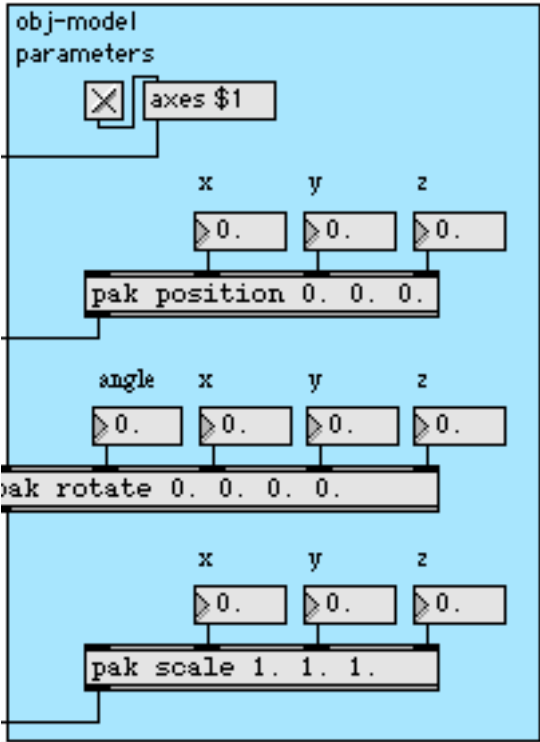 obj-model
parameters
axes $1
x y z
0. 0. 0.
pak position 0. 0. 0.
angle x y z
0. 0. 0. 0.
pak rotate 0. 0. 0. 0.
x y z
0. 0. 0.
pak scale 1. 1. 1.